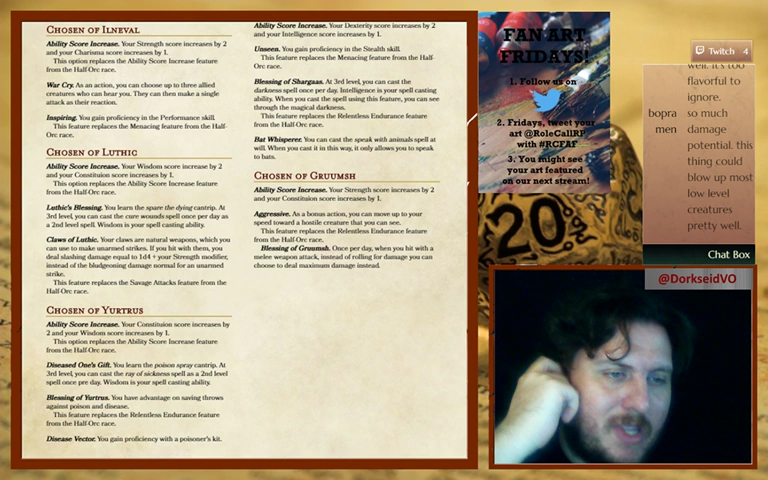 CHOSEN OF ILNEVAL
Ability Score Increase. Your Strength score increases by 2
and your Charisma score increases by 1.
This option replaces the Ability Score Increase feature
from the Half-Orc race.
War Cry. As an action, you can choose up to three allied
creatures who can hear you. They can then make a single
attack as their reaction.
Inspiring. You gain proficiency in the Performance skill.
This feature replaces the Menacing feature from the Half-
Orc race.
CHOSEN OF LUTHIC
Ability Score Increase. Your Wisdom score increase by 2
and your Constituion score increases by 1.
This option replaces the Ability Score Increase feature
from the Half-Orc race.
Luthic's Blessing. You learn the spare the dying cantrip. At
3rd level, you can cast the cure wounds spell once per day as
a 2nd level spell. Wisdom is your spell casting ability.
Claws of Luthic. Your claws are natural weapons, which you
can use to make unarmed strikes. If you hit with them, you
deal slashing damage equal to 1d4 + your Strength modifier,
instead of the bludgeoning damage normal for an unarmed
strike.
This feature replaces the Savage Attacks feature from the
Half-Orc race.
CHOSEN OF YURTRUS
Ability Score Increase. Your Constituion score increases by
2 and your Wisdom score increases by 1.
This option replaces the Ability Score Increase feature
from the Half-Orc race.
Diseased One's Gift. You learn the poison spray cantrip. At
3rd level, you can cast the ray of sickness spell as a 2nd level
spell once per day. Wisdom is your spell casting ability.
Blessing of Yurtrus. You have advantage on saving throws
against poison and disease.
This feature replaces the Relentless Endurance feature
from the Half-Orc race.
Disease Vector. You gain proficiency with a poisoner's kit.
Ability Score Increase. Your Dexterity score increases by 2
and your Intelligence score increases by 1.
Unseen. You gain proficiency in the Stealth skill.
This feature replaces the Menacing feature from the Half-
Orc race.
Blessing of Shargaas. At 3rd level, you can cast the
darkness spell once per day. Intelligence is your spell casting
ability. When you cast the spell using this feature, you can see
through the magical darkness.
This feature replaces the Relentless Endurance feature
from the Half-Orc race.
Bat Whisperer. You can cast the speak with animals spell at
will. When you cast it in this way, it only allows you to speak
to bats.
CHOSEN OF GRUUMSH
Ability Score Increase. Your Strength score increases by 2
and your Constituion score increases by 1.
Aggressive. As a bonus action, you can move up to your
speed toward a hostile creature that you can see.
This feature replaces the Relentless Endurance feature
from the Half-Orc race.
Blessing of Gruumsh. Once per day, when you hit with a
melee weapon attack, instead of rolling for damage you can
choose to deal maximum damage instead.
FAN ART
FRIDAYS!
1. Follow us on
2. Fridays, tweet your
art @RoleCallRP
with #RCFAF
3. You might see
your art featured
on our next stream!
20
Twitch 4
well. It's too
flavorful to
ignore.
bopra
men
so much
damage
potential. this
thing could
blow up most
low level
creatures
pretty well.
Chat Box
@DorkseidVO